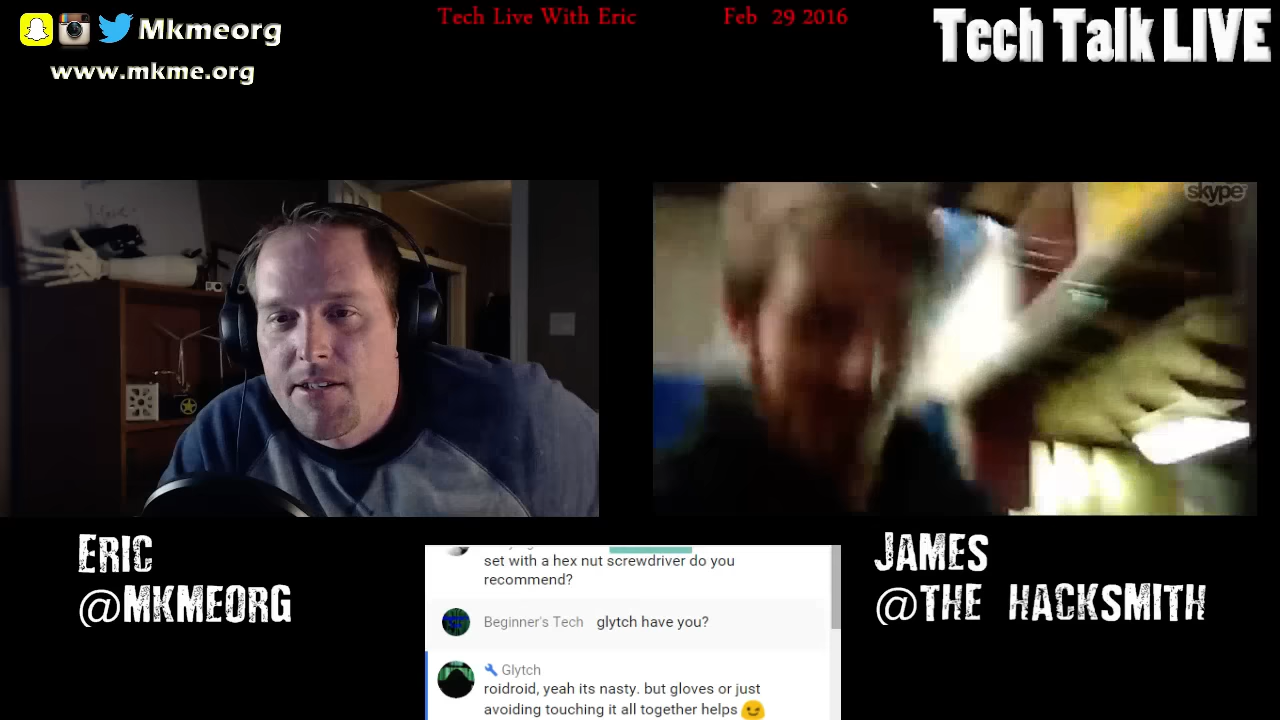 Mkmeorg
www.mkme.org
Tech Live With Eric Feb 29 2016
Tech Talk LIVE
skype
ERIC
@MKMEORG
JAMES
@THE HACKSMITH
set with a hex nut screwdriver do you
recommend?
Beginner's Tech glytch have you?
Glytch
roidroid, yeah its nasty. but gloves or just
avoiding touching it all together helps 😉